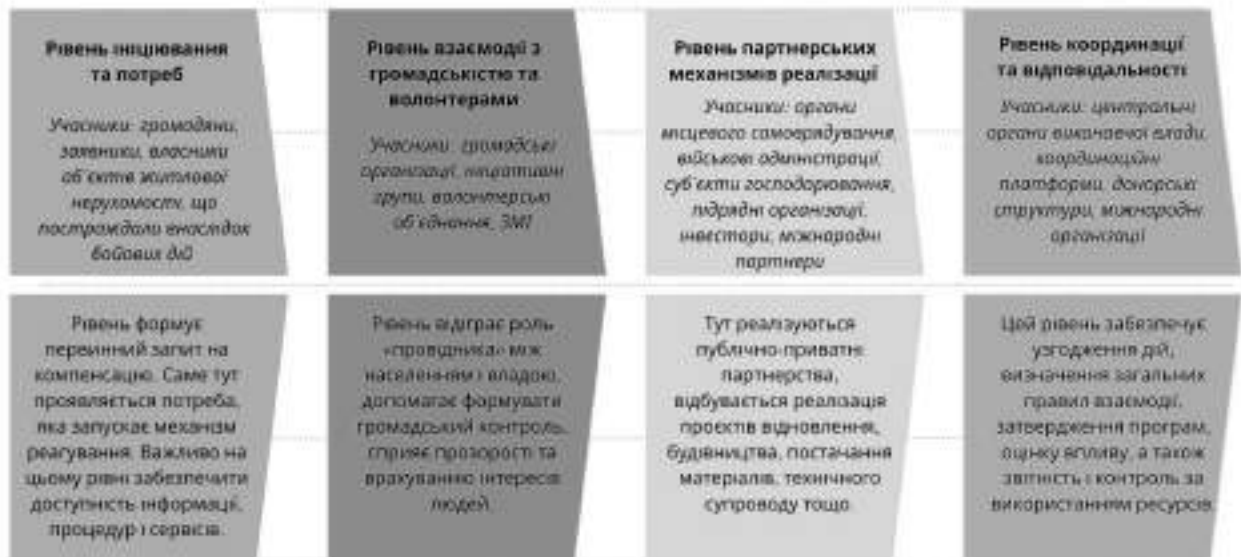 Рівень ініціювання
та потреб
Учасники: громадяни,
заявники, власники
об'єктів житлової
нерухомості, що
постраждали внаслідок
бойових дій
Рівень взаємодії з
громадськістю та
волонтерами
Учасники: громадські
організації, ініціативні
групи, волонтерські
об'єднання, ЗМІ
Рівень партнерських
механізмів реалізації
Учасники: органи
місцевого самоврядування,
військові адміністрації,
суб'єкти господарювання,
підрядні організації,
інвестори, міжнародні
партнери
Рівень координації
та відповідальності
Учасники: центральні
органи виконавчої влади,
координаційні
платформи, донорські
структури, міжнародні
організації
Рівень формує
первинний запит на
компенсацію. Саме тут
проявляється потреба,
яка запускає механізм
реагування. Важливо на
цьому рівні забезпечити
доступність інформації,
процедур і сервісів.
Рівень відіграє роль
«провідника» між
населенням і владою,
допомагає формувати
громадський контроль,
сприяє прозорості та
врахуванню інтересів
людей.
Тут реалізуються
публічно-приватні
партнерства,
відбувається реалізація
проєктів відновлення,
будівництва, постачання
матеріалів, технічного
супроводу тощо.
Цей рівень забезпечує
узгодження дій,
визначення загальних
правил взаємодії,
затвердження програм,
оцінку впливу, а також
звітність і контроль за
використанням ресурсів.